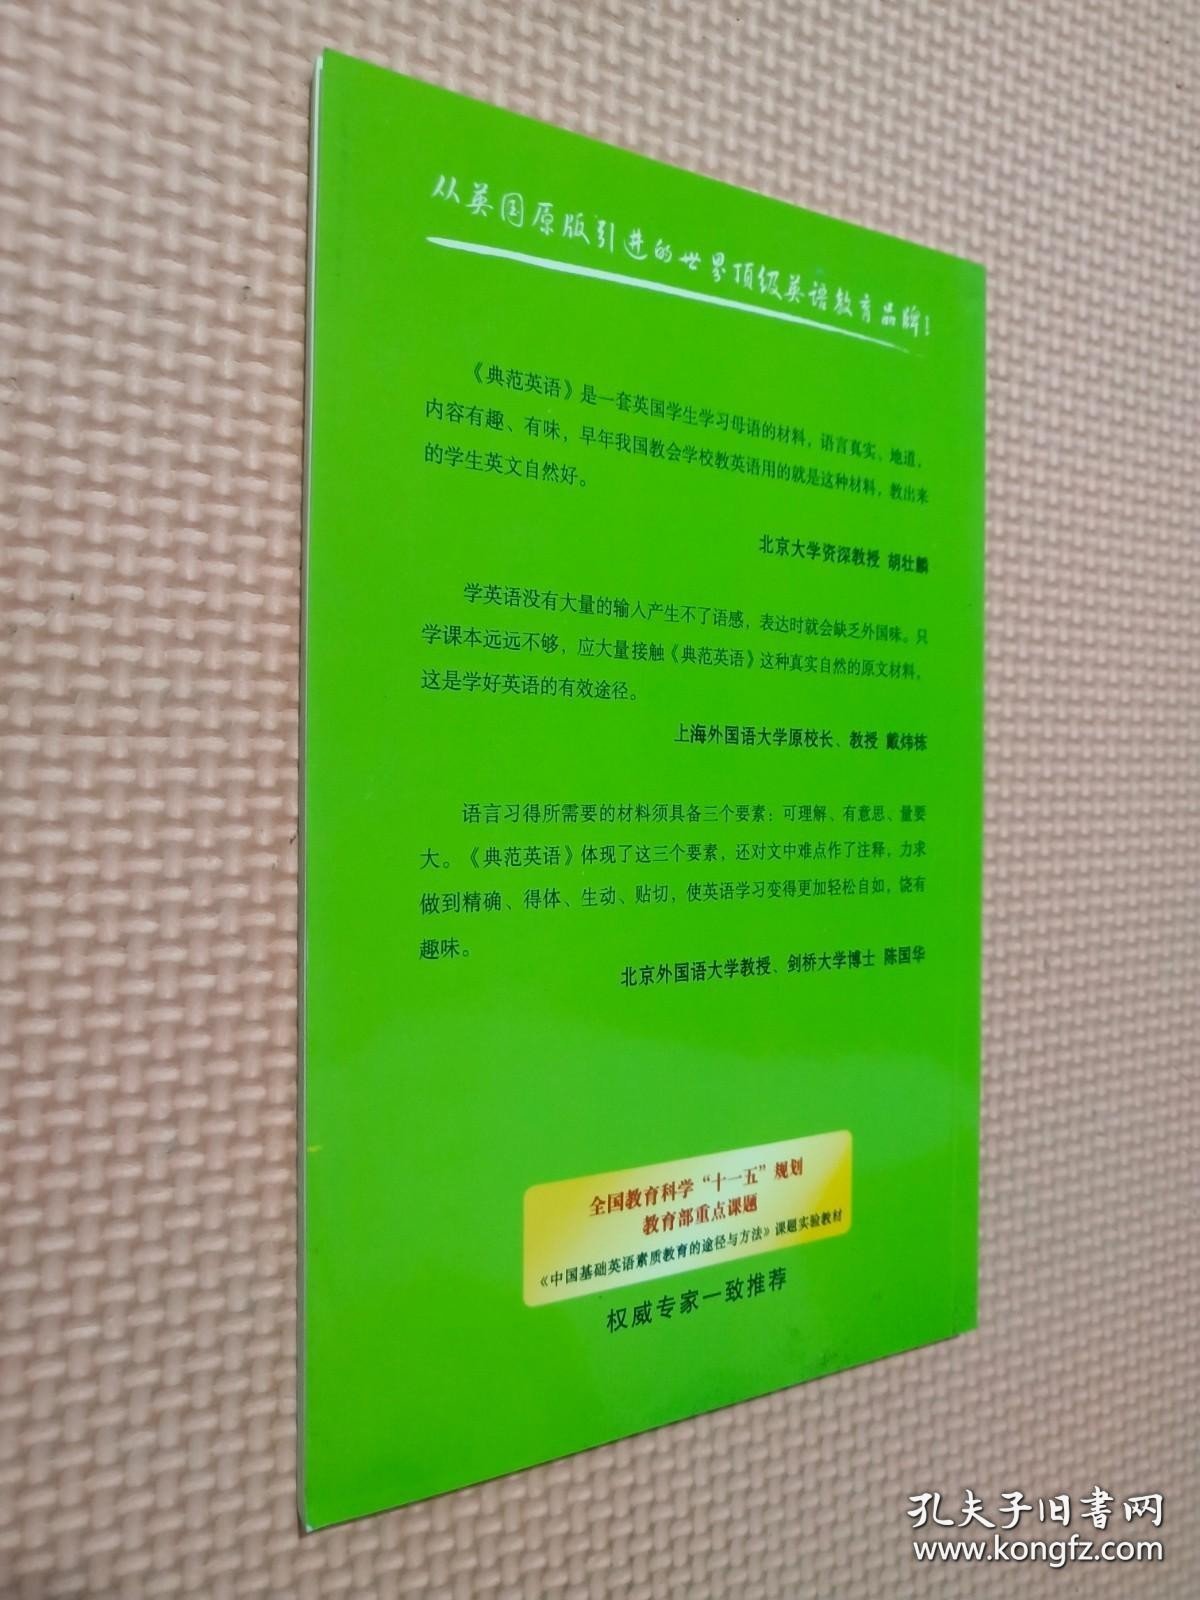 从英国原版引进的世界顶级英语教育品牌！
《典范英语》是一套英国学生学习母语的材料，语言真实、地道，
内容有趣、有味，早年我国教会学校教英语用的就是这种材料，教出来
的学生英文自然好。
北京大学资深教授 胡壮麟
学英语没有大量的输入产生不了语感，表达时就会缺乏外国味。只
学课本远远不够，应大量接触《典范英语》这种真实自然的原文材料，
这是学好英语的有效途径。
上海外国语大学原校长、教授 戴炜栋
语言习得所需要的材料须具备三个要素：可理解、有意思、量要
大。《典范英语》体现了这三个要素，还对文中难点作了注释，力求
做到精确、得体、生动、贴切，使英语学习变得更加轻松自如，饶有
趣味。
北京外国语大学教授、剑桥大学博士 陈国华
全国教育科学“十一五”规划
教育部重点课题
《中国基础英语素质教育的途径与方法》课题实验教材
权威专家一致推荐
孔夫子旧书网
www.kongfz.com